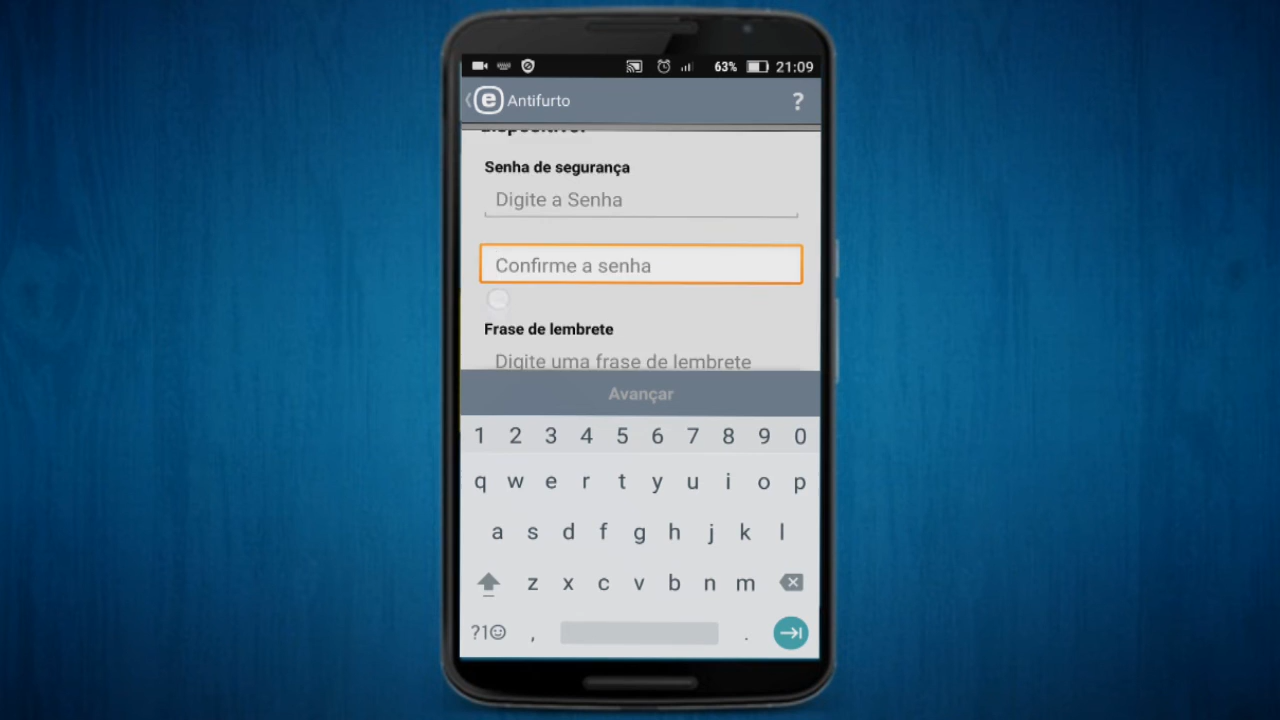 63% 21:09
e Antifurto ?
dispositivo.
Senha de segurança
Digite a Senha
Confirme a senha
Frase de lembrete
Digite uma frase de lembrete
Avançar
1 2 3 4 5 6 7 8 9 0
q w e r t y u i o p
a s d f g h j k l
z x c v b n m
?1☺ , .